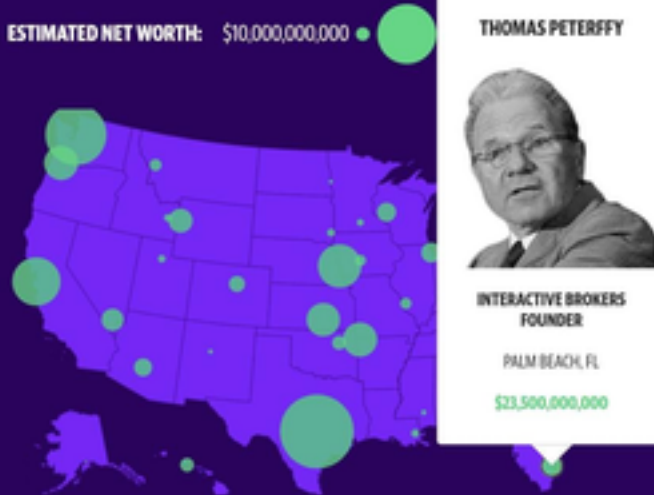 ESTIMATED NET WORTH: $10,000,000,000
THOMAS PETERFFY
INTERACTIVE BROKERS
FOUNDER
PALM BEACH, FL
$23,500,000,000